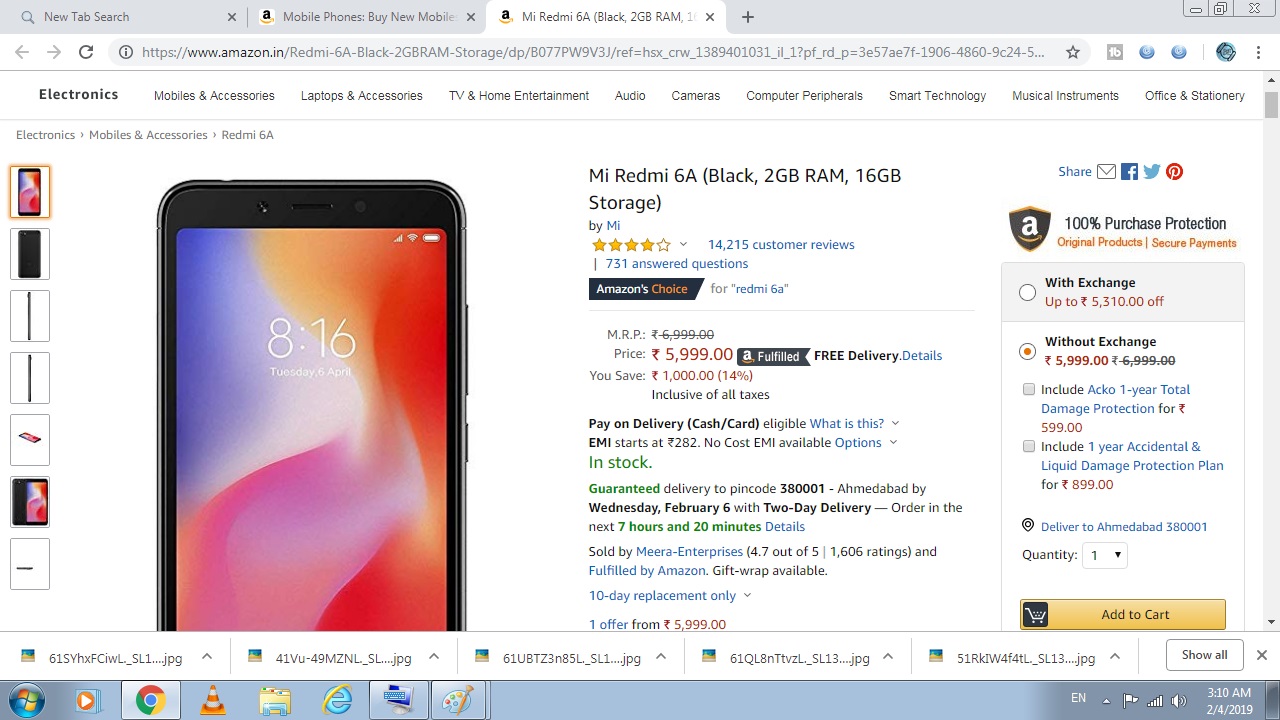 New Tab Search
Mobile Phones: Buy New Mobiles
Mi Redmi 6A (Black, 2GB RAM, 16
https://www.amazon.in/Redmi-6A-Black-2GBRAM-Storage/dp/B077PW9V3J/ref=hsx_crw_1389401031_il_1?pf_rd_p=3e57ae7f-1906-4860-9c24-5...
Electronics Mobiles & Accessories Laptops & Accessories TV & Home Entertainment Audio Cameras Computer Peripherals Smart Technology Musical Instruments Office & Stationery
Electronics › Mobiles & Accessories › Redmi 6A
8:16
Tuesday,6 April
Mi Redmi 6A (Black, 2GB RAM, 16GB
Storage)
by Mi
14,215 customer reviews
| 731 answered questions
Amazon's Choice for "redmi 6a"
M.R.P.: ₹ 6,999.00
Price: ₹ 5,999.00 a Fulfilled FREE Delivery.Details
You Save: ₹ 1,000.00 (14%)
Inclusive of all taxes
Pay on Delivery (Cash/Card) eligible What is this?
EMI starts at ₹282. No Cost EMI available Options
In stock.
Guaranteed delivery to pincode 380001 - Ahmedabad by
Wednesday, February 6 with Two-Day Delivery — Order in the
next 7 hours and 20 minutes Details
Sold by Meera-Enterprises (4.7 out of 5 | 1,606 ratings) and
Fulfilled by Amazon. Gift-wrap available.
10-day replacement only
1 offer from ₹ 5,999.00
Share
a 100% Purchase Protection
Original Products | Secure Payments
With Exchange
Up to ₹ 5,310.00 off
Without Exchange
₹ 5,999.00 ₹ 6,999.00
Include Acko 1-year Total
Damage Protection for ₹
599.00
Include 1 year Accidental &
Liquid Damage Protection Plan
for ₹ 899.00
Deliver to Ahmedabad 380001
Quantity: 1
Add to Cart
61SYhxFCiwL._SL1....jpg
41Vu-49MZNL._SL....jpg
61UBTZ3n85L._SL1....jpg
61QL8nTtvzL._SL13....jpg
51RkIW4f4tL._SL13....jpg
Show all
EN
3:10 AM
2/4/2019